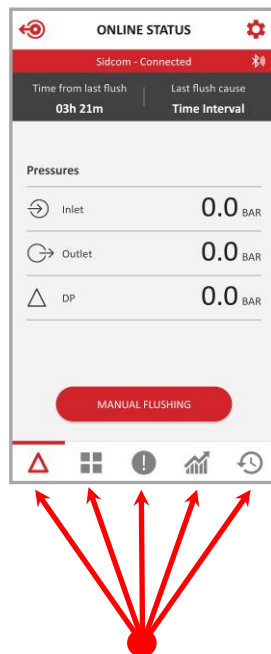 ONLINE STATUS
Sidcom - Connected
Time from last flush
Last flush cause
03h 21m
Time Interval
Pressures
Inlet
0.0 BAR
Outlet
0.0 BAR
DP
0.0 BAR
MANUAL FLUSHING